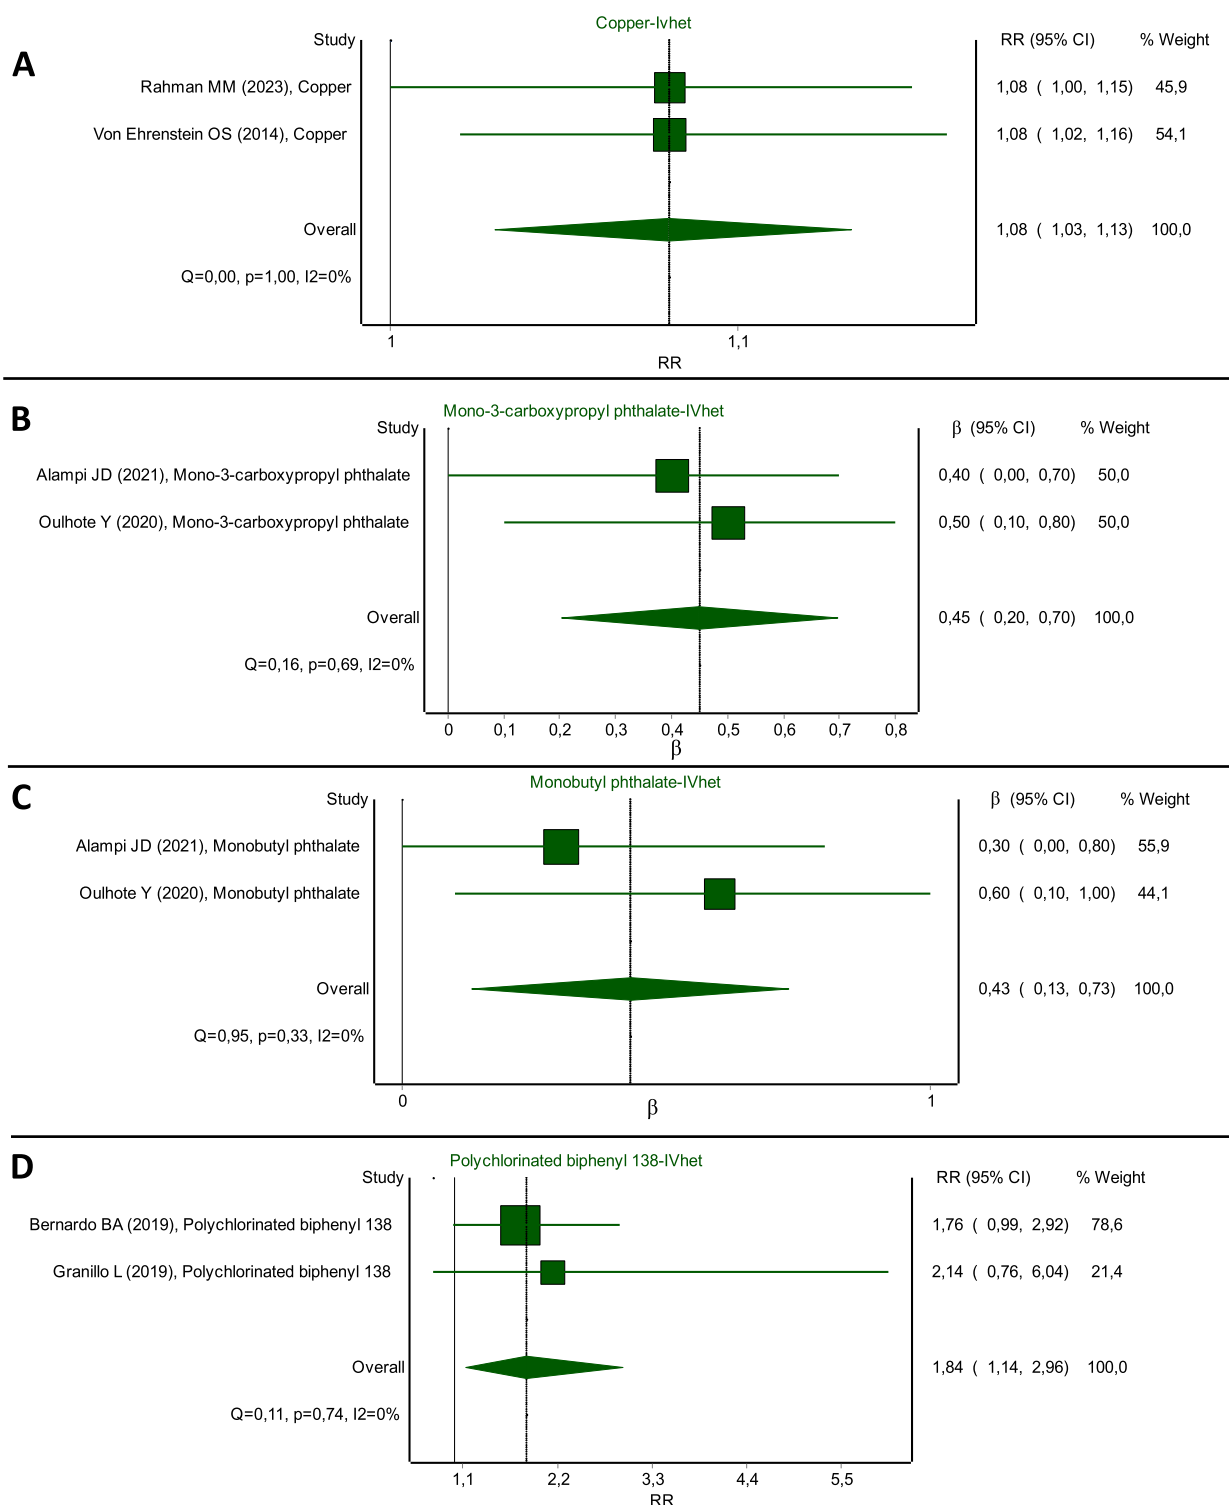 A
Copper-Ivhet
Study RR (95% CI) % Weight
Rahman MM (2023), Copper 1,08 ( 1,00, 1,15) 45,9
Von Ehrenstein OS (2014), Copper 1,08 ( 1,02, 1,16) 54,1
Overall 1,08 ( 1,03, 1,13) 100,0
Q=0,00, p=1,00, I2=0%
1 1,1
RR
B
Mono-3-carboxypropyl phthalate-IVhet
Study β (95% CI) % Weight
Alampi JD (2021), Mono-3-carboxypropyl phthalate 0,40 ( 0,00, 0,70) 50,0
Oulhote Y (2020), Mono-3-carboxypropyl phthalate 0,50 ( 0,10, 0,80) 50,0
Overall 0,45 ( 0,20, 0,70) 100,0
Q=0,16, p=0,69, I2=0%
0 0,1 0,2 0,3 0,4 0,5 0,6 0,7 0,8
β
C
Monobutyl phthalate-IVhet
Study β (95% CI) % Weight
Alampi JD (2021), Monobutyl phthalate 0,30 ( 0,00, 0,80) 55,9
Oulhote Y (2020), Monobutyl phthalate 0,60 ( 0,10, 1,00) 44,1
Overall 0,43 ( 0,13, 0,73) 100,0
Q=0,95, p=0,33, I2=0%
0 1
β
D
Polychlorinated biphenyl 138-IVhet
Study RR (95% CI) % Weight
Bernardo BA (2019), Polychlorinated biphenyl 138 1,76 ( 0,99, 2,92) 78,6
Granillo L (2019), Polychlorinated biphenyl 138 2,14 ( 0,76, 6,04) 21,4
Overall 1,84 ( 1,14, 2,96) 100,0
Q=0,11, p=0,74, I2=0%
1,1 2,2 3,3 4,4 5,5
RR